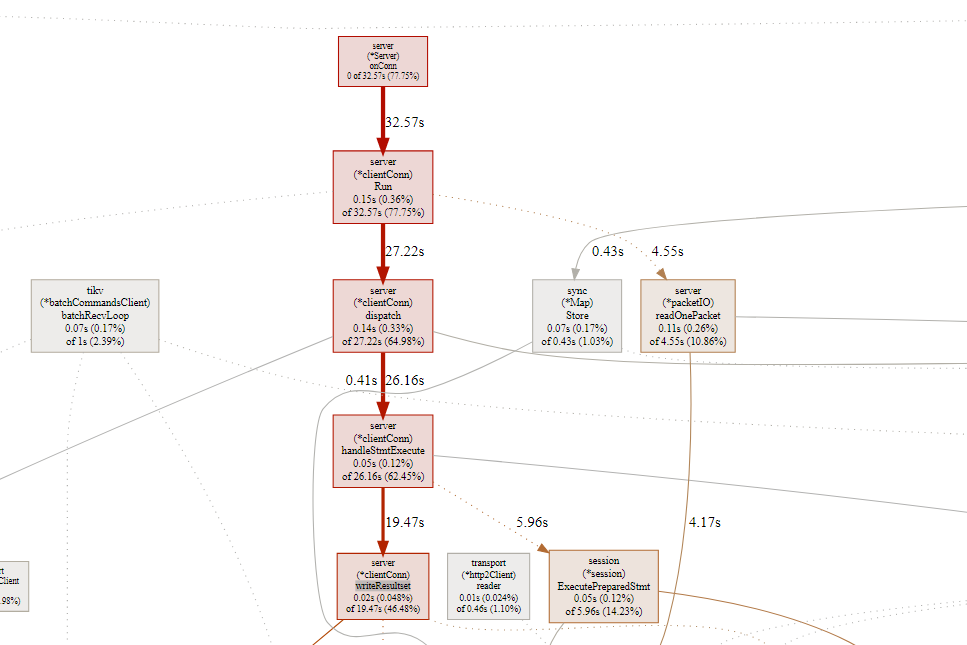 server
(*Server)
onConn
0 of 32.57s (77.75%)
32.57s
server
(*clientConn)
Run
0.15s (0.36%)
of 32.57s (77.75%)
27.22s
0.43s
4.55s
tikv
(*batchCommandsClient)
batchRecvLoop
0.07s (0.17%)
of 1s (2.39%)
server
(*clientConn)
dispatch
0.14s (0.33%)
of 27.22s (64.98%)
sync
(*Map)
Store
0.07s (0.17%)
of 0.43s (1.03%)
server
(*packetIO)
readOnePacket
0.11s (0.26%)
of 4.55s (10.86%)
0.41s
26.16s
server
(*clientConn)
handleStmtExecute
0.05s (0.12%)
of 26.16s (62.45%)
19.47s
5.96s
4.17s
Client
.98%)
server
(*clientConn)
writeResultset
0.02s (0.048%)
of 19.47s (46.48%)
transport
(*http2Client)
reader
0.01s (0.024%)
of 0.46s (1.10%)
session
(*session)
ExecutePreparedStmt
0.05s (0.12%)
of 5.96s (14.23%)